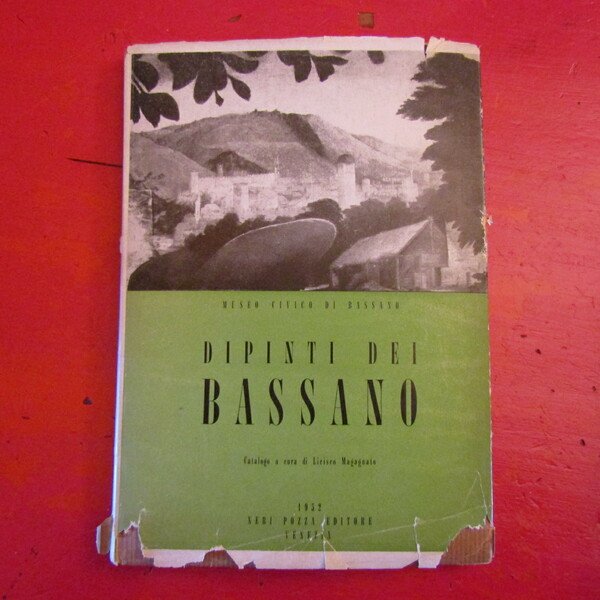 MUSEO CIVICO DI BASSANO
DIPINTI DEI
BASSANO
Catalogo a cura di Licisco Magagnato
1952
NERI POZZA EDITORE
VENEZIA